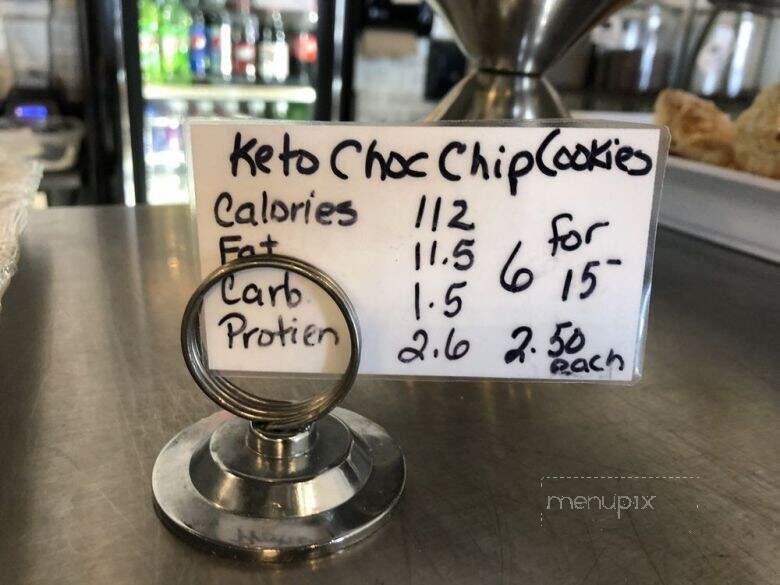 Keto Choc Chip Cookies
Calories 112
Fat 11.5
Carb 1.5
Protien 2.6
6 for 15-
2.50 each
menupix